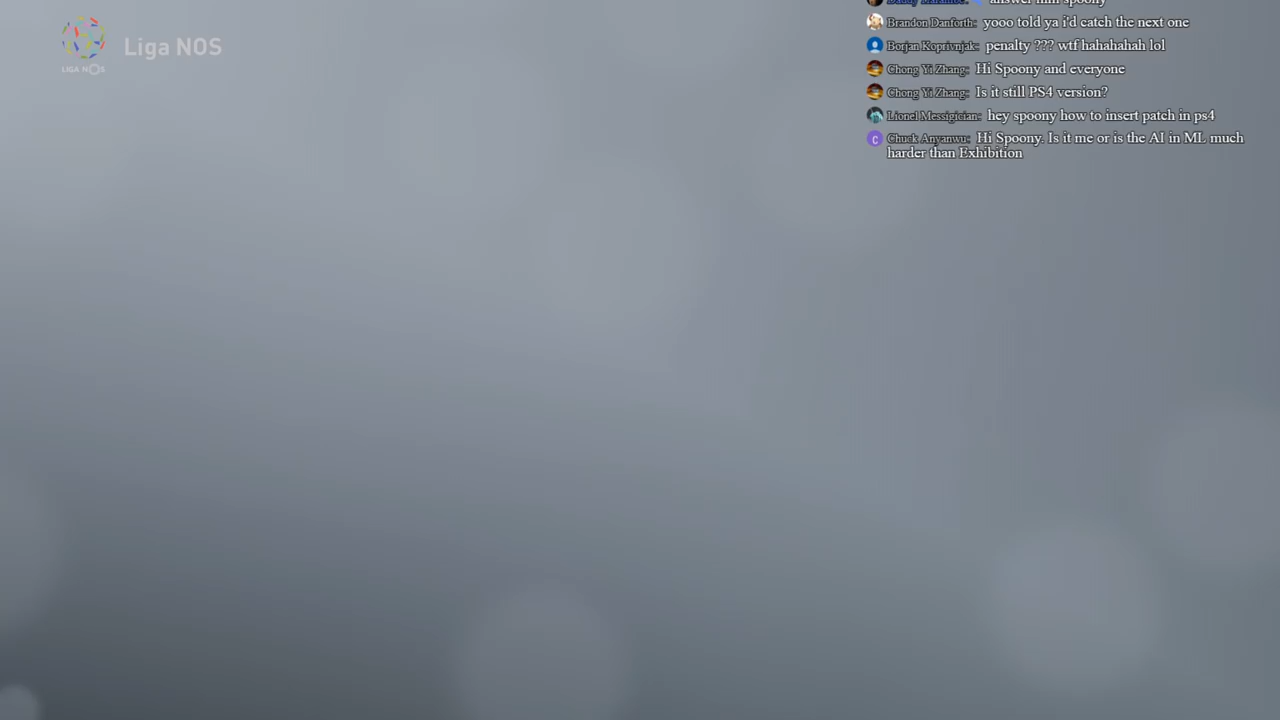 Liga NOS
LIGA NOS
answer him spoony
Brandon Danforth: yooo told ya i'd catch the next one
Borjan Koprivnjak: penalty ??? wtf hahahahah lol
Chong Yi Zhang: Hi Spoony and everyone
Chong Yi Zhang: Is it still PS4 version?
Lionel Messigician: hey spoony how to insert patch in ps4
C
Chuck Anyanwu: Hi Spoony. Is it me or is the AI in ML much
harder than Exhibition